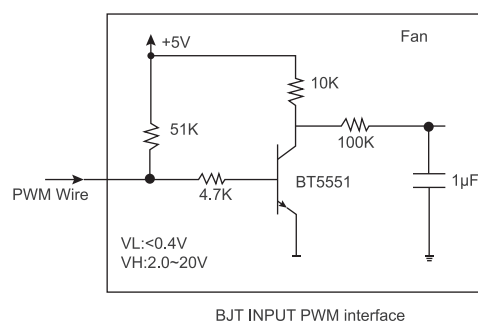 +5V
Fan
10K
51K
100K
PWM Wire
4.7K
BT5551
1µF
VL:<0.4V
VH:2.0~20V
BJT INPUT PWM interface